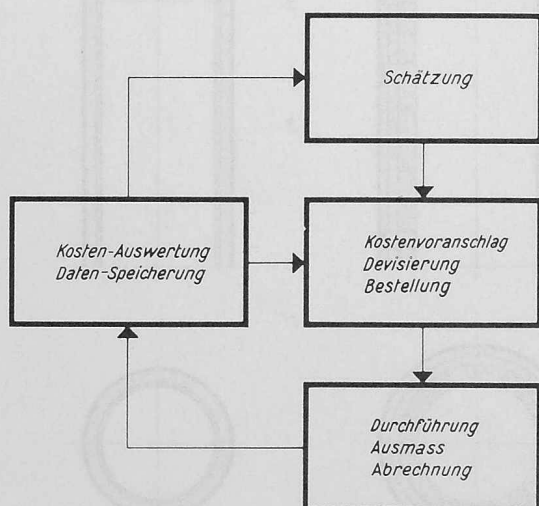 Schätzung
Kosten-Auswertung
Daten-Speicherung
Kostenvoranschlag
Devisierung
Bestellung
Durchführung
Ausmass
Abrechnung